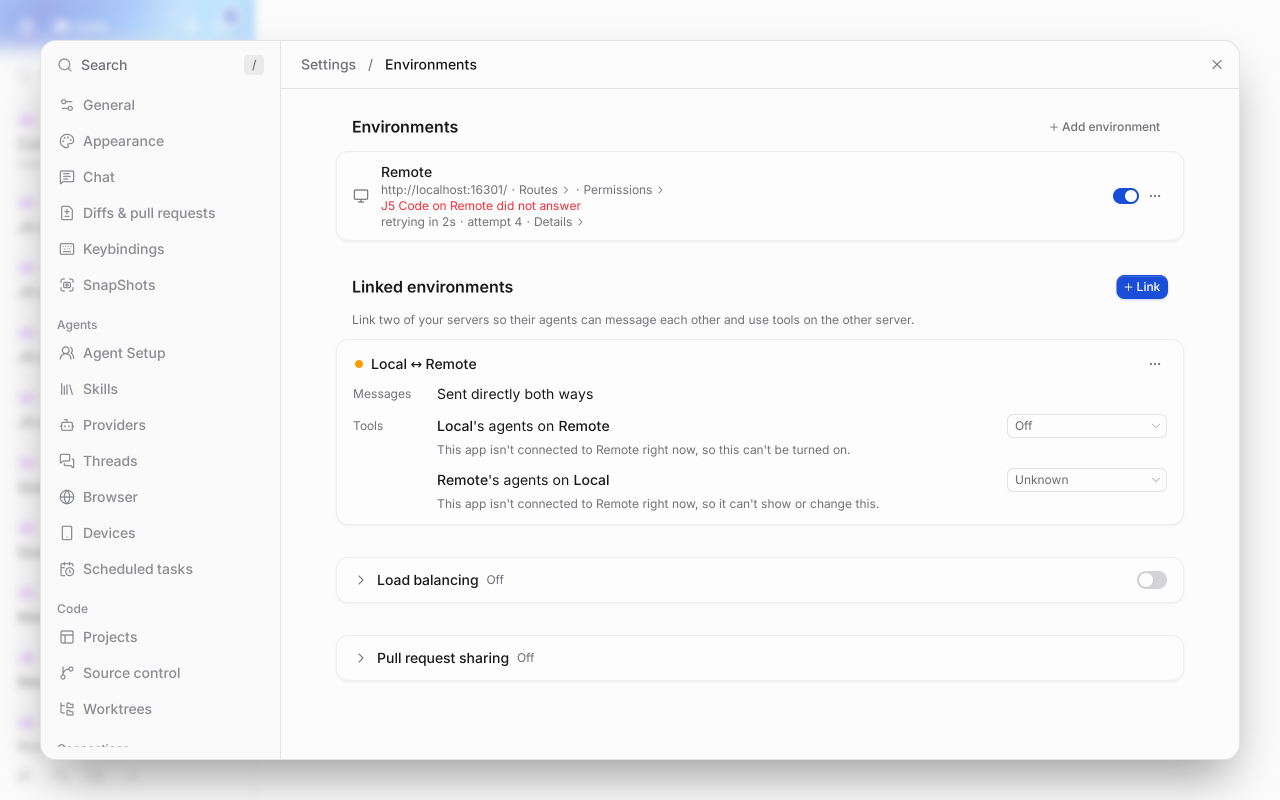 Search /
General
Appearance
Chat
Diffs & pull requests
Keybindings
SnapShots
Agents
Agent Setup
Skills
Providers
Threads
Browser
Devices
Scheduled tasks
Code
Projects
Source control
Worktrees
Settings / Environments
Environments
+ Add environment
Remote
http://localhost:16301/ · Routes > · Permissions >
J5 Code on Remote did not answer
retrying in 2s · attempt 4 · Details >
Linked environments
+ Link
Link two of your servers so their agents can message each other and use tools on the other server.
Local ↔ Remote
Messages Sent directly both ways
Tools Local's agents on Remote Off
This app isn't connected to Remote right now, so this can't be turned on.
Remote's agents on Local Unknown
This app isn't connected to Remote right now, so it can't show or change this.
Load balancing Off
Pull request sharing Off